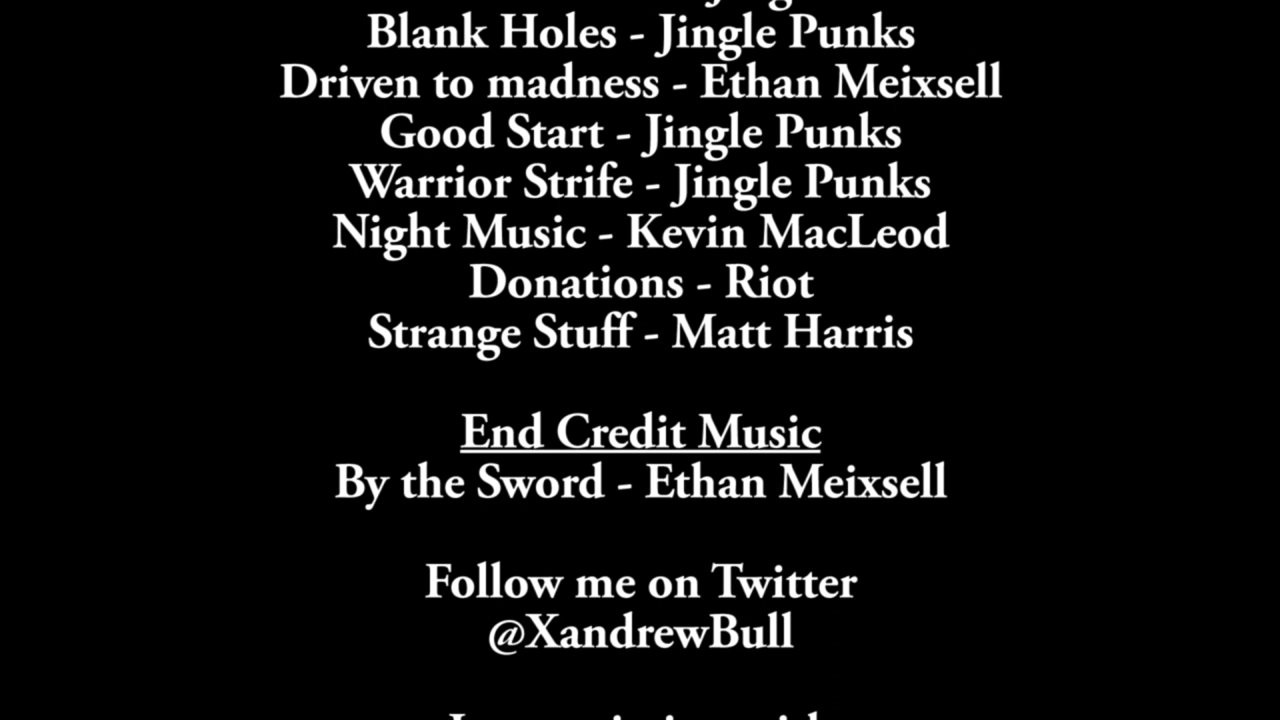 Blank Holes - Jingle Punks
Driven to madness - Ethan Meixsell
Good Start - Jingle Punks
Warrior Strife - Jingle Punks
Night Music - Kevin MacLeod
Donations - Riot
Strange Stuff - Matt Harris
End Credit Music
By the Sword - Ethan Meixsell
Follow me on Twitter
@XandrewBull